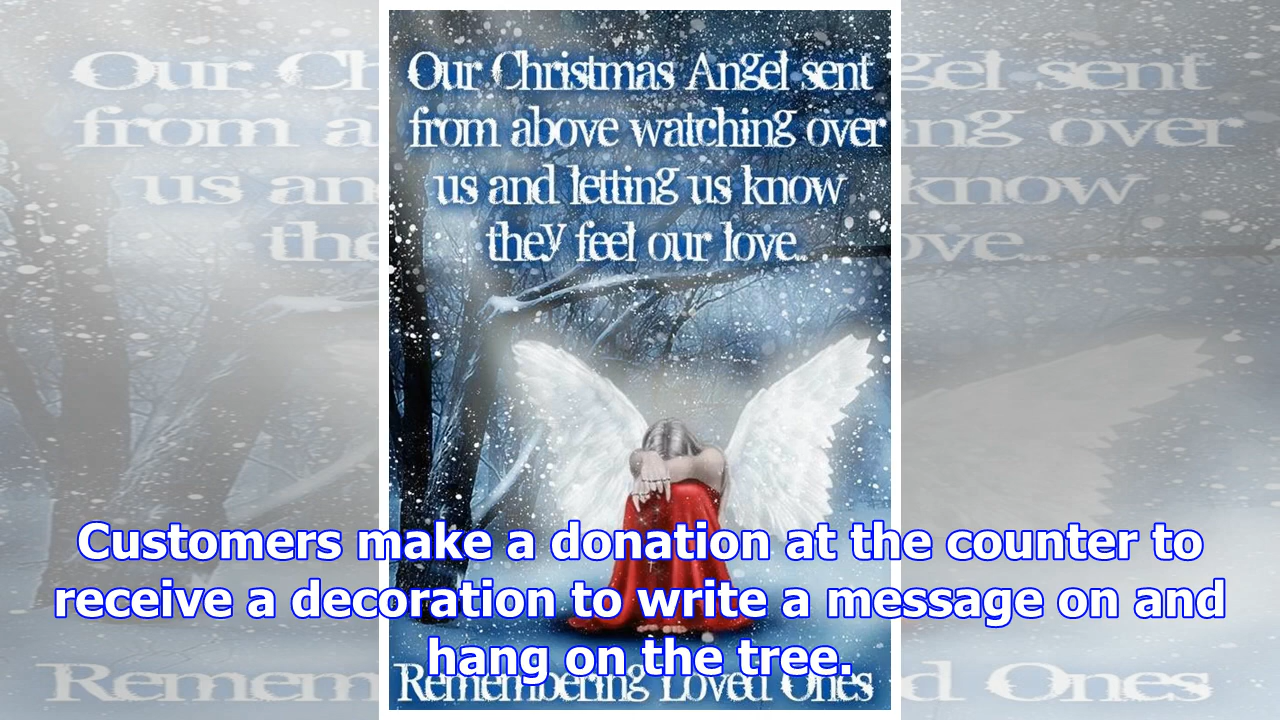 Our Christmas Angel sent
from above watching over
us and letting us know
they feel our love..
Customers make a donation at the counter to
receive a decoration to write a message on and
hang on the tree.
Remembering Loved Ones